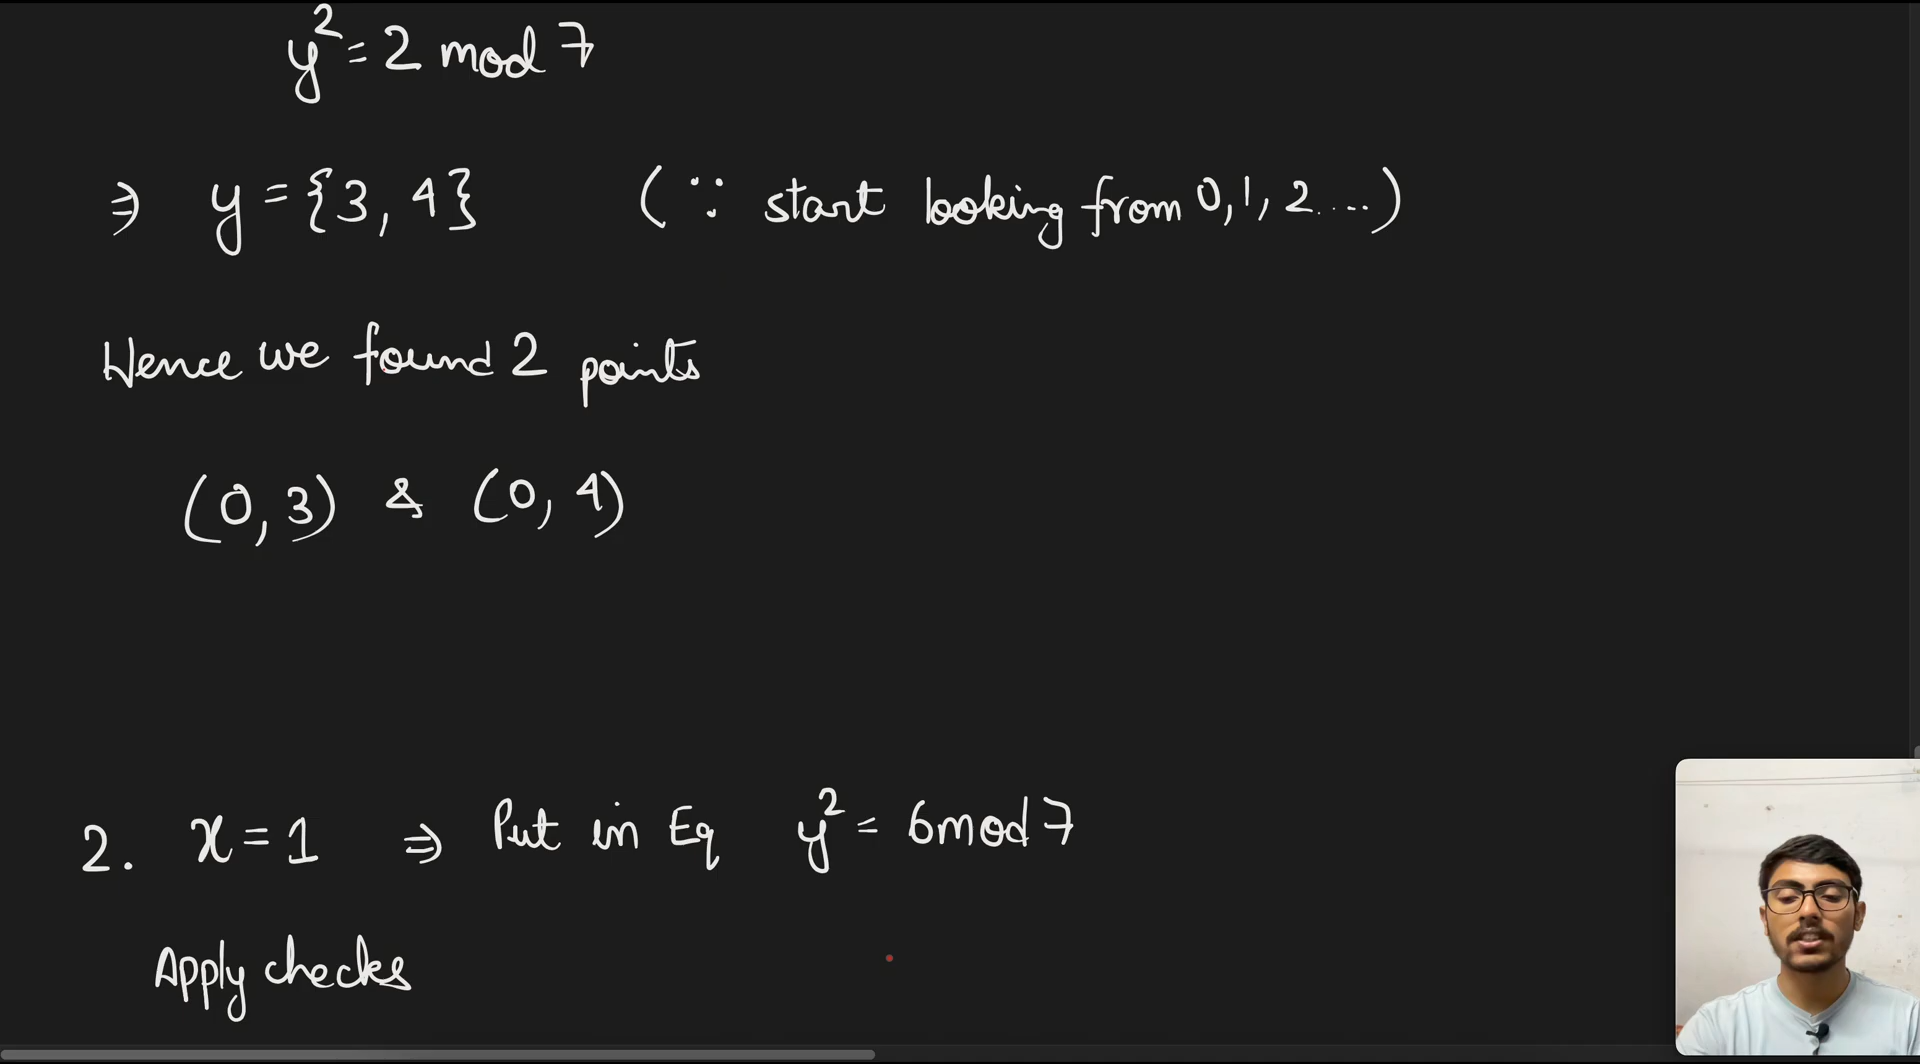 y² = 2 mod 7
⇒ y = {3, 4} (∵ start looking from 0, 1, 2....)
Hence we found 2 points
(0, 3) & (0, 4)
2. x = 1 ⇒ Put in Eq y² = 6 mod 7
Apply checks